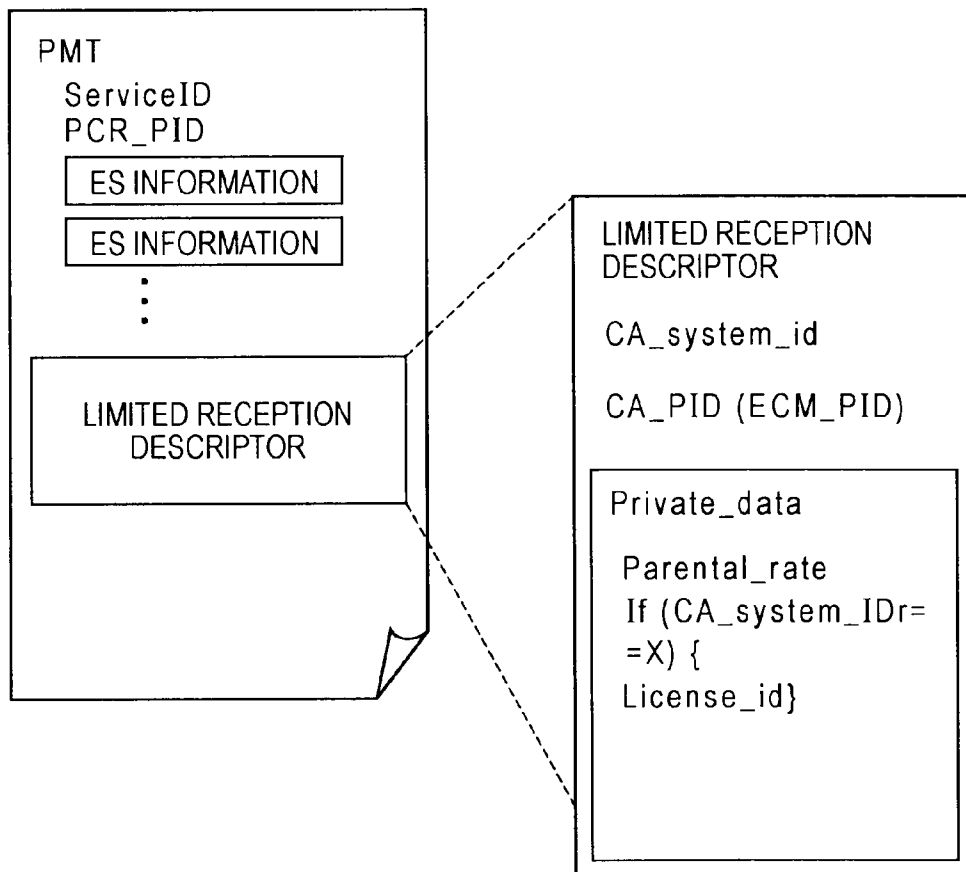 PMT
ServiceID
PCR_PID
ES INFORMATION
ES INFORMATION
LIMITED RECEPTION
DESCRIPTOR
LIMITED RECEPTION
DESCRIPTOR
CA_system_id
CA_PID (ECM_PID)
Private_data
Parental_rate
If (CA_system_IDr=
=X) {
License_id}